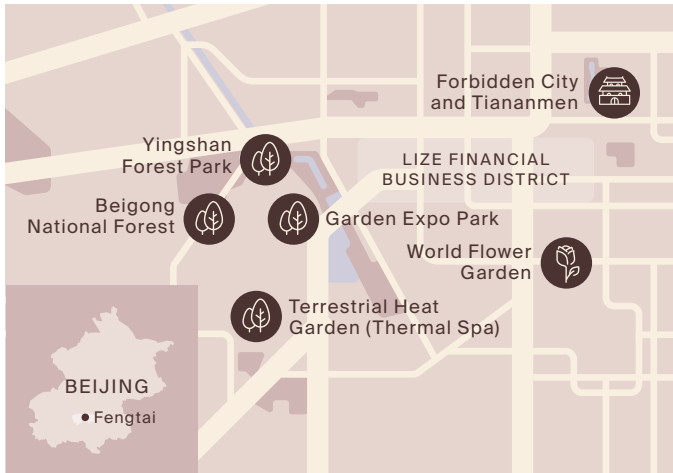 Forbidden City
and Tiananmen
Yingshan
Forest Park
LIZE FINANCIAL
BUSINESS DISTRICT
Beigong
National Forest
Garden Expo Park
World Flower
Garden
Terrestrial Heat
Garden (Thermal Spa)
BEIJING
Fengtai